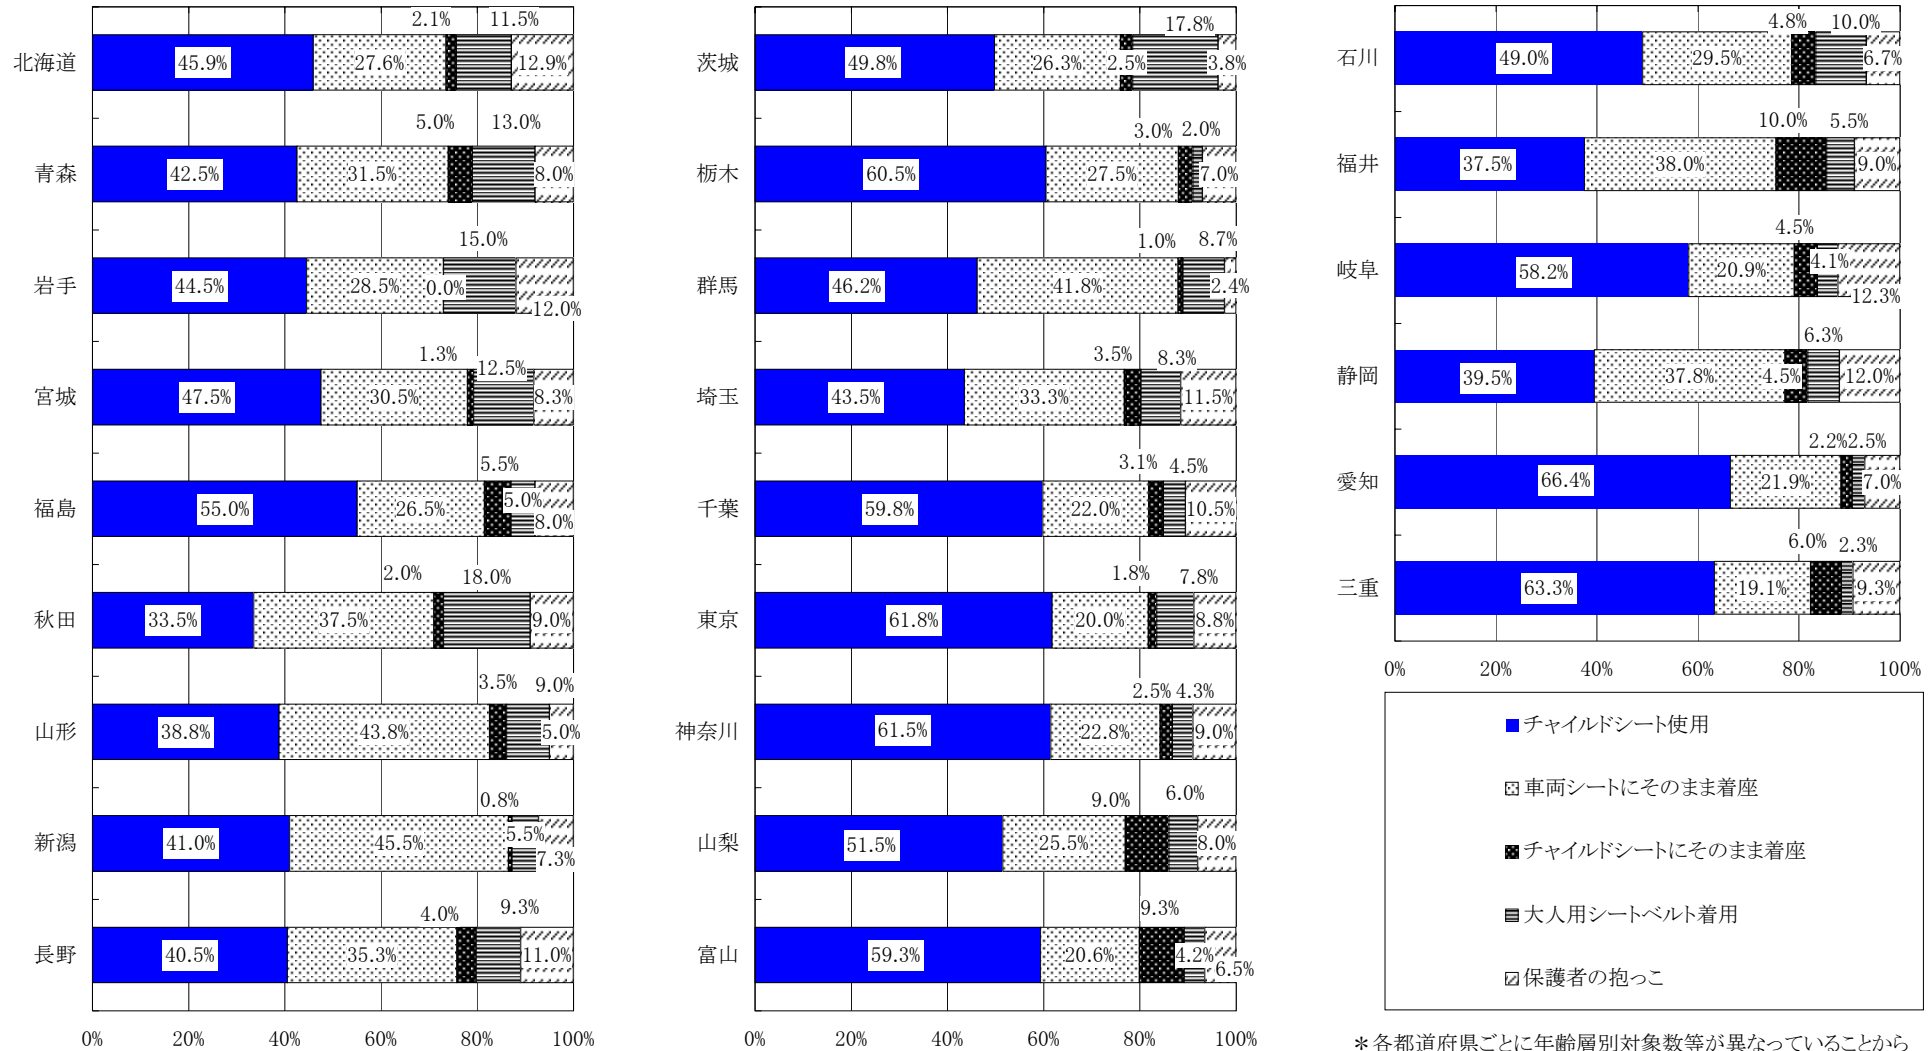 2.1% 11.5%
北海道 45.9% 27.6% 12.9%
5.0% 13.0%
青森 42.5% 31.5% 8.0%
15.0%
岩手 44.5% 28.5% 0.0% 12.0%
1.3% 12.5%
宮城 47.5% 30.5% 8.3%
5.5%
福島 55.0% 26.5% 5.0% 8.0%
2.0% 18.0%
秋田 33.5% 37.5% 9.0%
3.5% 9.0%
山形 38.8% 43.8% 5.0%
0.8%
新潟 41.0% 45.5% 5.5% 7.3%
4.0% 9.3%
長野 40.5% 35.3% 11.0%
0% 20% 40% 60% 80% 100%
17.8%
茨城 49.8% 26.3% 2.5% 3.8%
3.0% 2.0%
栃木 60.5% 27.5% 7.0%
1.0% 8.7%
群馬 46.2% 41.8% 2.4%
3.5% 8.3%
埼玉 43.5% 33.3% 11.5%
3.1% 4.5%
千葉 59.8% 22.0% 10.5%
1.8% 7.8%
東京 61.8% 20.0% 8.8%
2.5% 4.3%
神奈川 61.5% 22.8% 9.0%
9.0% 6.0%
山梨 51.5% 25.5% 8.0%
9.3%
富山 59.3% 20.6% 4.2% 6.5%
0% 20% 40% 60% 80% 100%
4.8% 10.0%
石川 49.0% 29.5% 6.7%
10.0% 5.5%
福井 37.5% 38.0% 9.0%
4.5%
岐阜 58.2% 20.9% 4.1% 12.3%
6.3%
静岡 39.5% 37.8% 4.5% 12.0%
2.2% 2.5%
愛知 66.4% 21.9% 7.0%
6.0% 2.3%
三重 63.3% 19.1% 9.3%
0% 20% 40% 60% 80% 100%
チャイルドシート使用
車両シートにそのまま着座
チャイルドシートにそのまま着座
大人用シートベルト着用
保護者の抱っこ
＊各都道府県ごとに年齢層別対象数等が異なっていることから